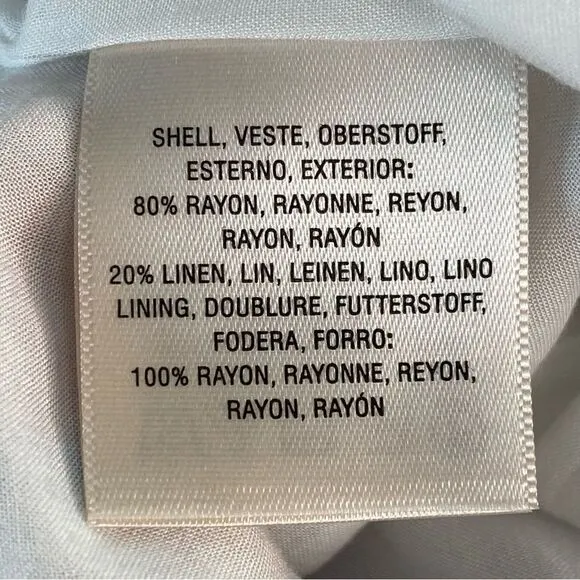 SHELL, VESTE, OBERSTOFF,
ESTERNO, EXTERIOR:
80% RAYON, RAYONNE, REYON,
RAYON, RAYÓN
20% LINEN, LIN, LEINEN, LINO, LINO
LINING, DOUBLURE, FUTTERSTOFF,
FODERA, FORRO:
100% RAYON, RAYONNE, REYON,
RAYON, RAYÓN